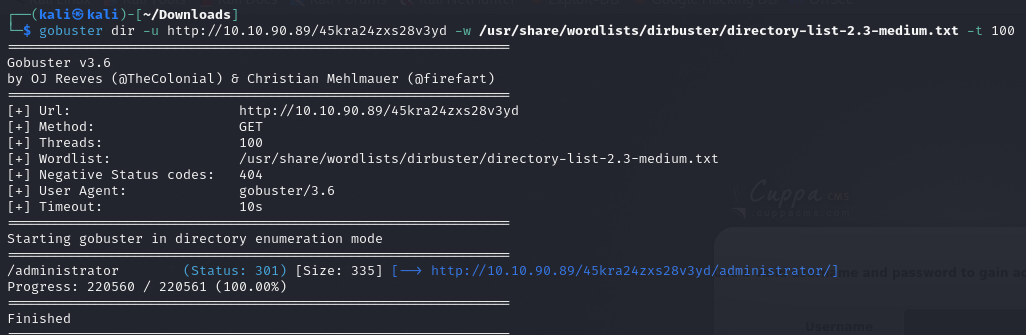 ┌──(kali㉿kali)-[~/Downloads]
└─$ gobuster dir -u http://10.10.90.89/45kra24zxs28v3yd -w /usr/share/wordlists/dirbuster/directory-list-2.3-medium.txt -t 100
===============================================================
Gobuster v3.6
by OJ Reeves (@TheColonial) & Christian Mehlmauer (@firefart)
===============================================================
[+] Url:                     http://10.10.90.89/45kra24zxs28v3yd
[+] Method:                  GET
[+] Threads:                 100
[+] Wordlist:                /usr/share/wordlists/dirbuster/directory-list-2.3-medium.txt
[+] Negative Status codes:   404
[+] User Agent:              gobuster/3.6
[+] Timeout:                 10s
===============================================================
Starting gobuster in directory enumeration mode
===============================================================
/administrator        (Status: 301) [Size: 335] [--> http://10.10.90.89/45kra24zxs28v3yd/administrator/]
Progress: 220560 / 220561 (100.00%)
===============================================================
Finished
===============================================================
Cuppa CMS
cuppacms.com
me and password to gain
Username